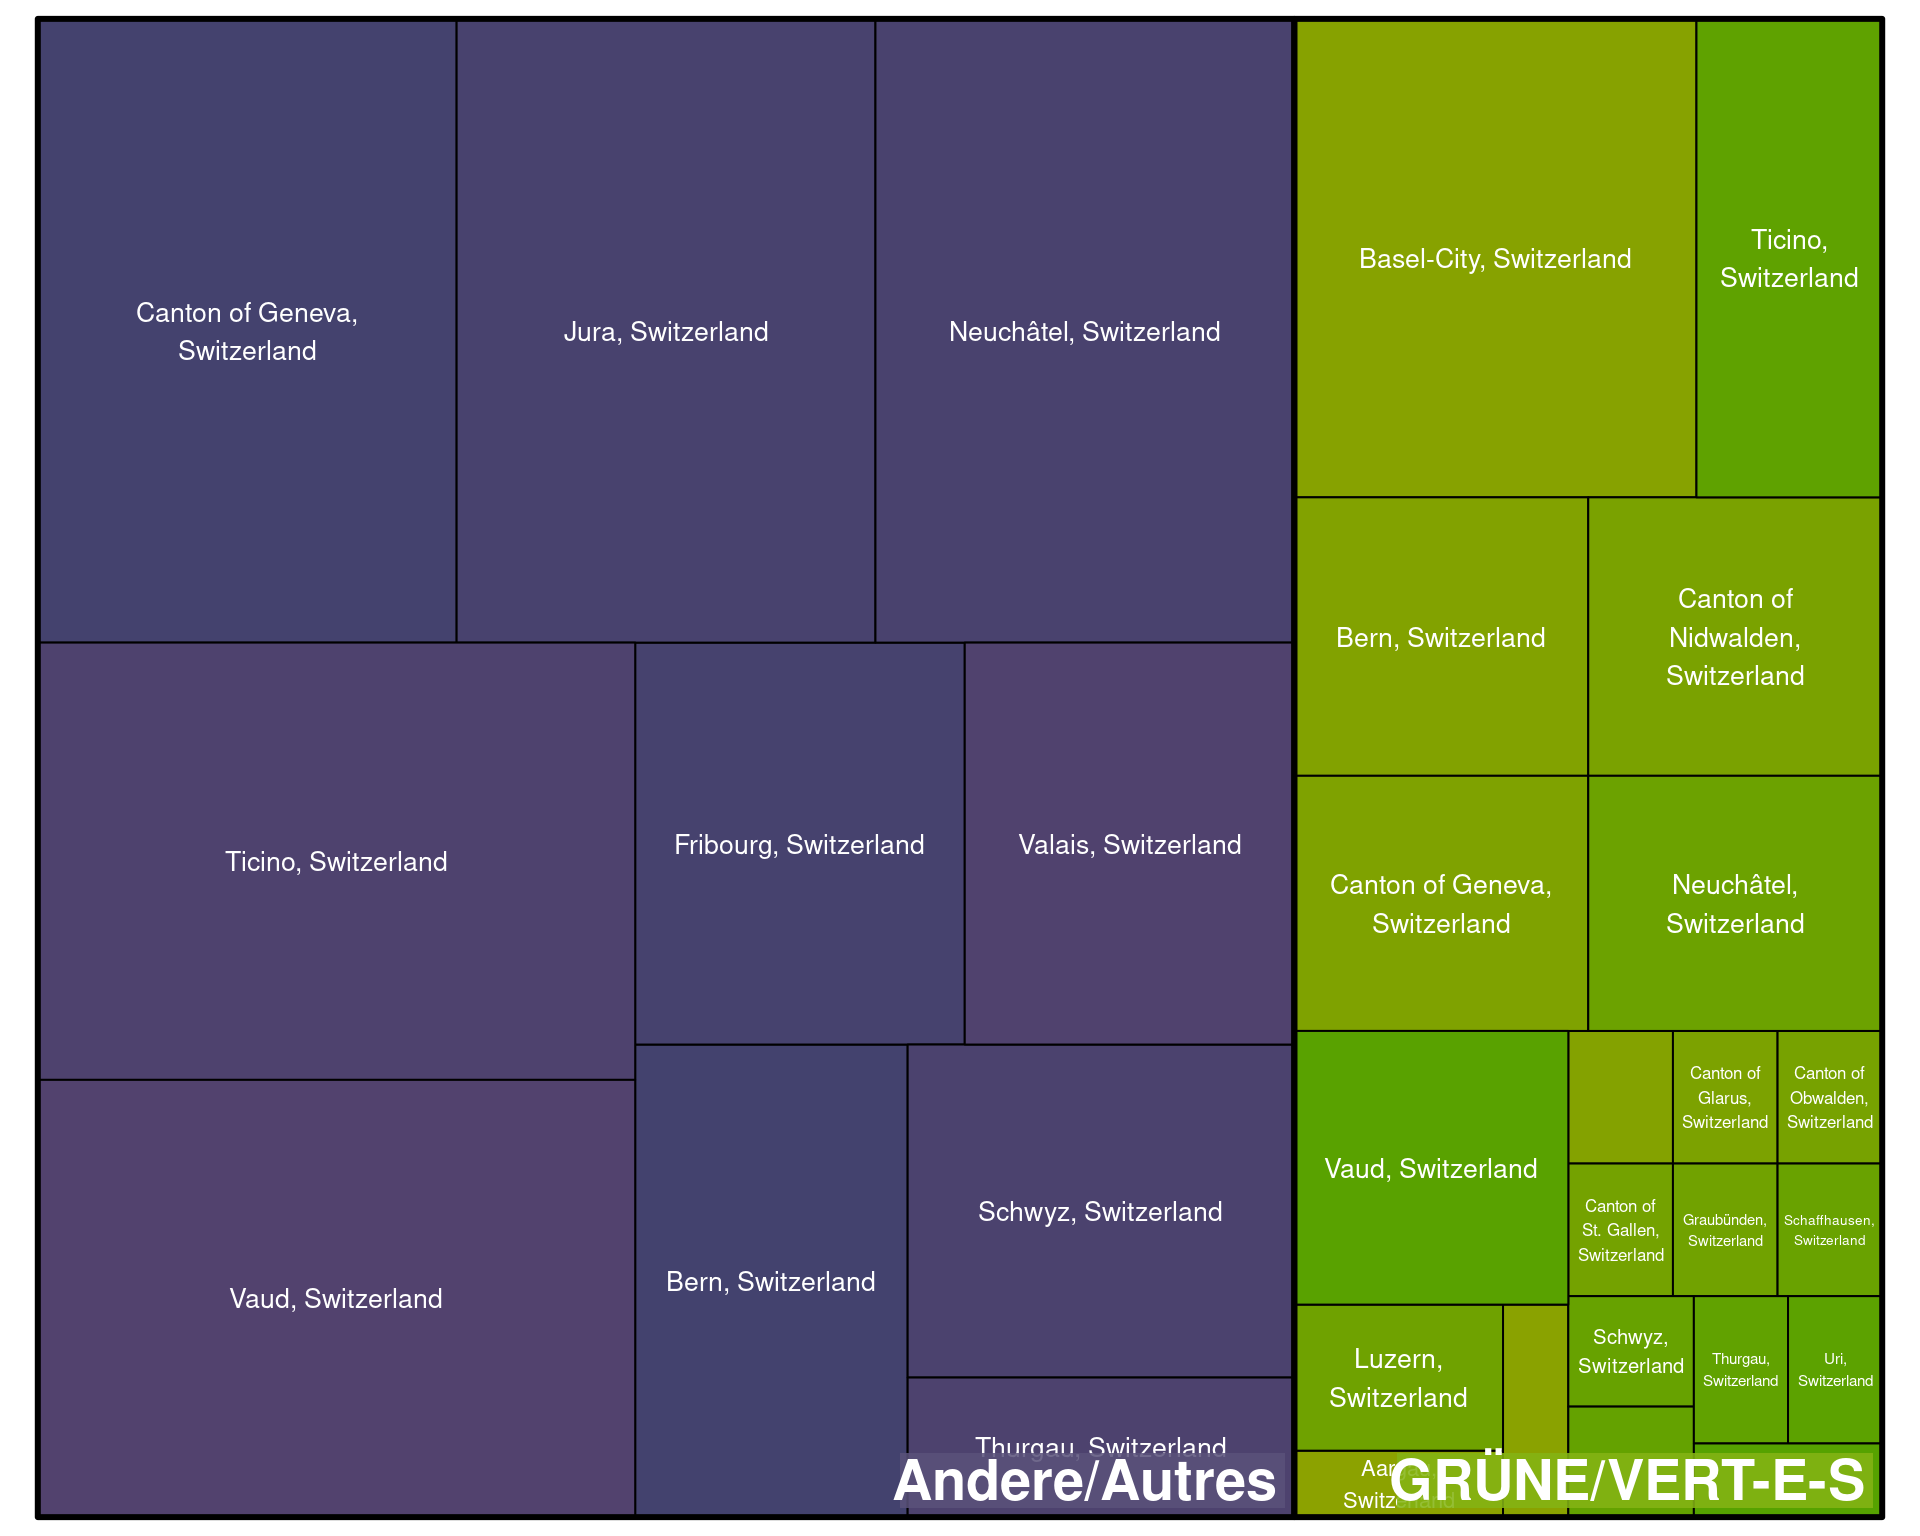 Canton of Geneva,
Switzerland
Jura, Switzerland
Neuchâtel, Switzerland
Ticino, Switzerland
Fribourg, Switzerland
Valais, Switzerland
Vaud, Switzerland
Bern, Switzerland
Schwyz, Switzerland
Thurgau, Switzerland
Andere/Autres
Basel-City, Switzerland
Ticino,
Switzerland
Bern, Switzerland
Canton of
Nidwalden,
Switzerland
Canton of Geneva,
Switzerland
Neuchâtel,
Switzerland
Vaud, Switzerland
Canton of
Glarus,
Switzerland
Canton of
Obwalden,
Switzerland
Canton of
St. Gallen,
Switzerland
Graubünden,
Switzerland
Schaffhausen,
Switzerland
Luzern,
Switzerland
Schwyz,
Switzerland
Thurgau,
Switzerland
Uri,
Switzerland
Aargau,
Switzerland
GRÜNE/VERT-E-S